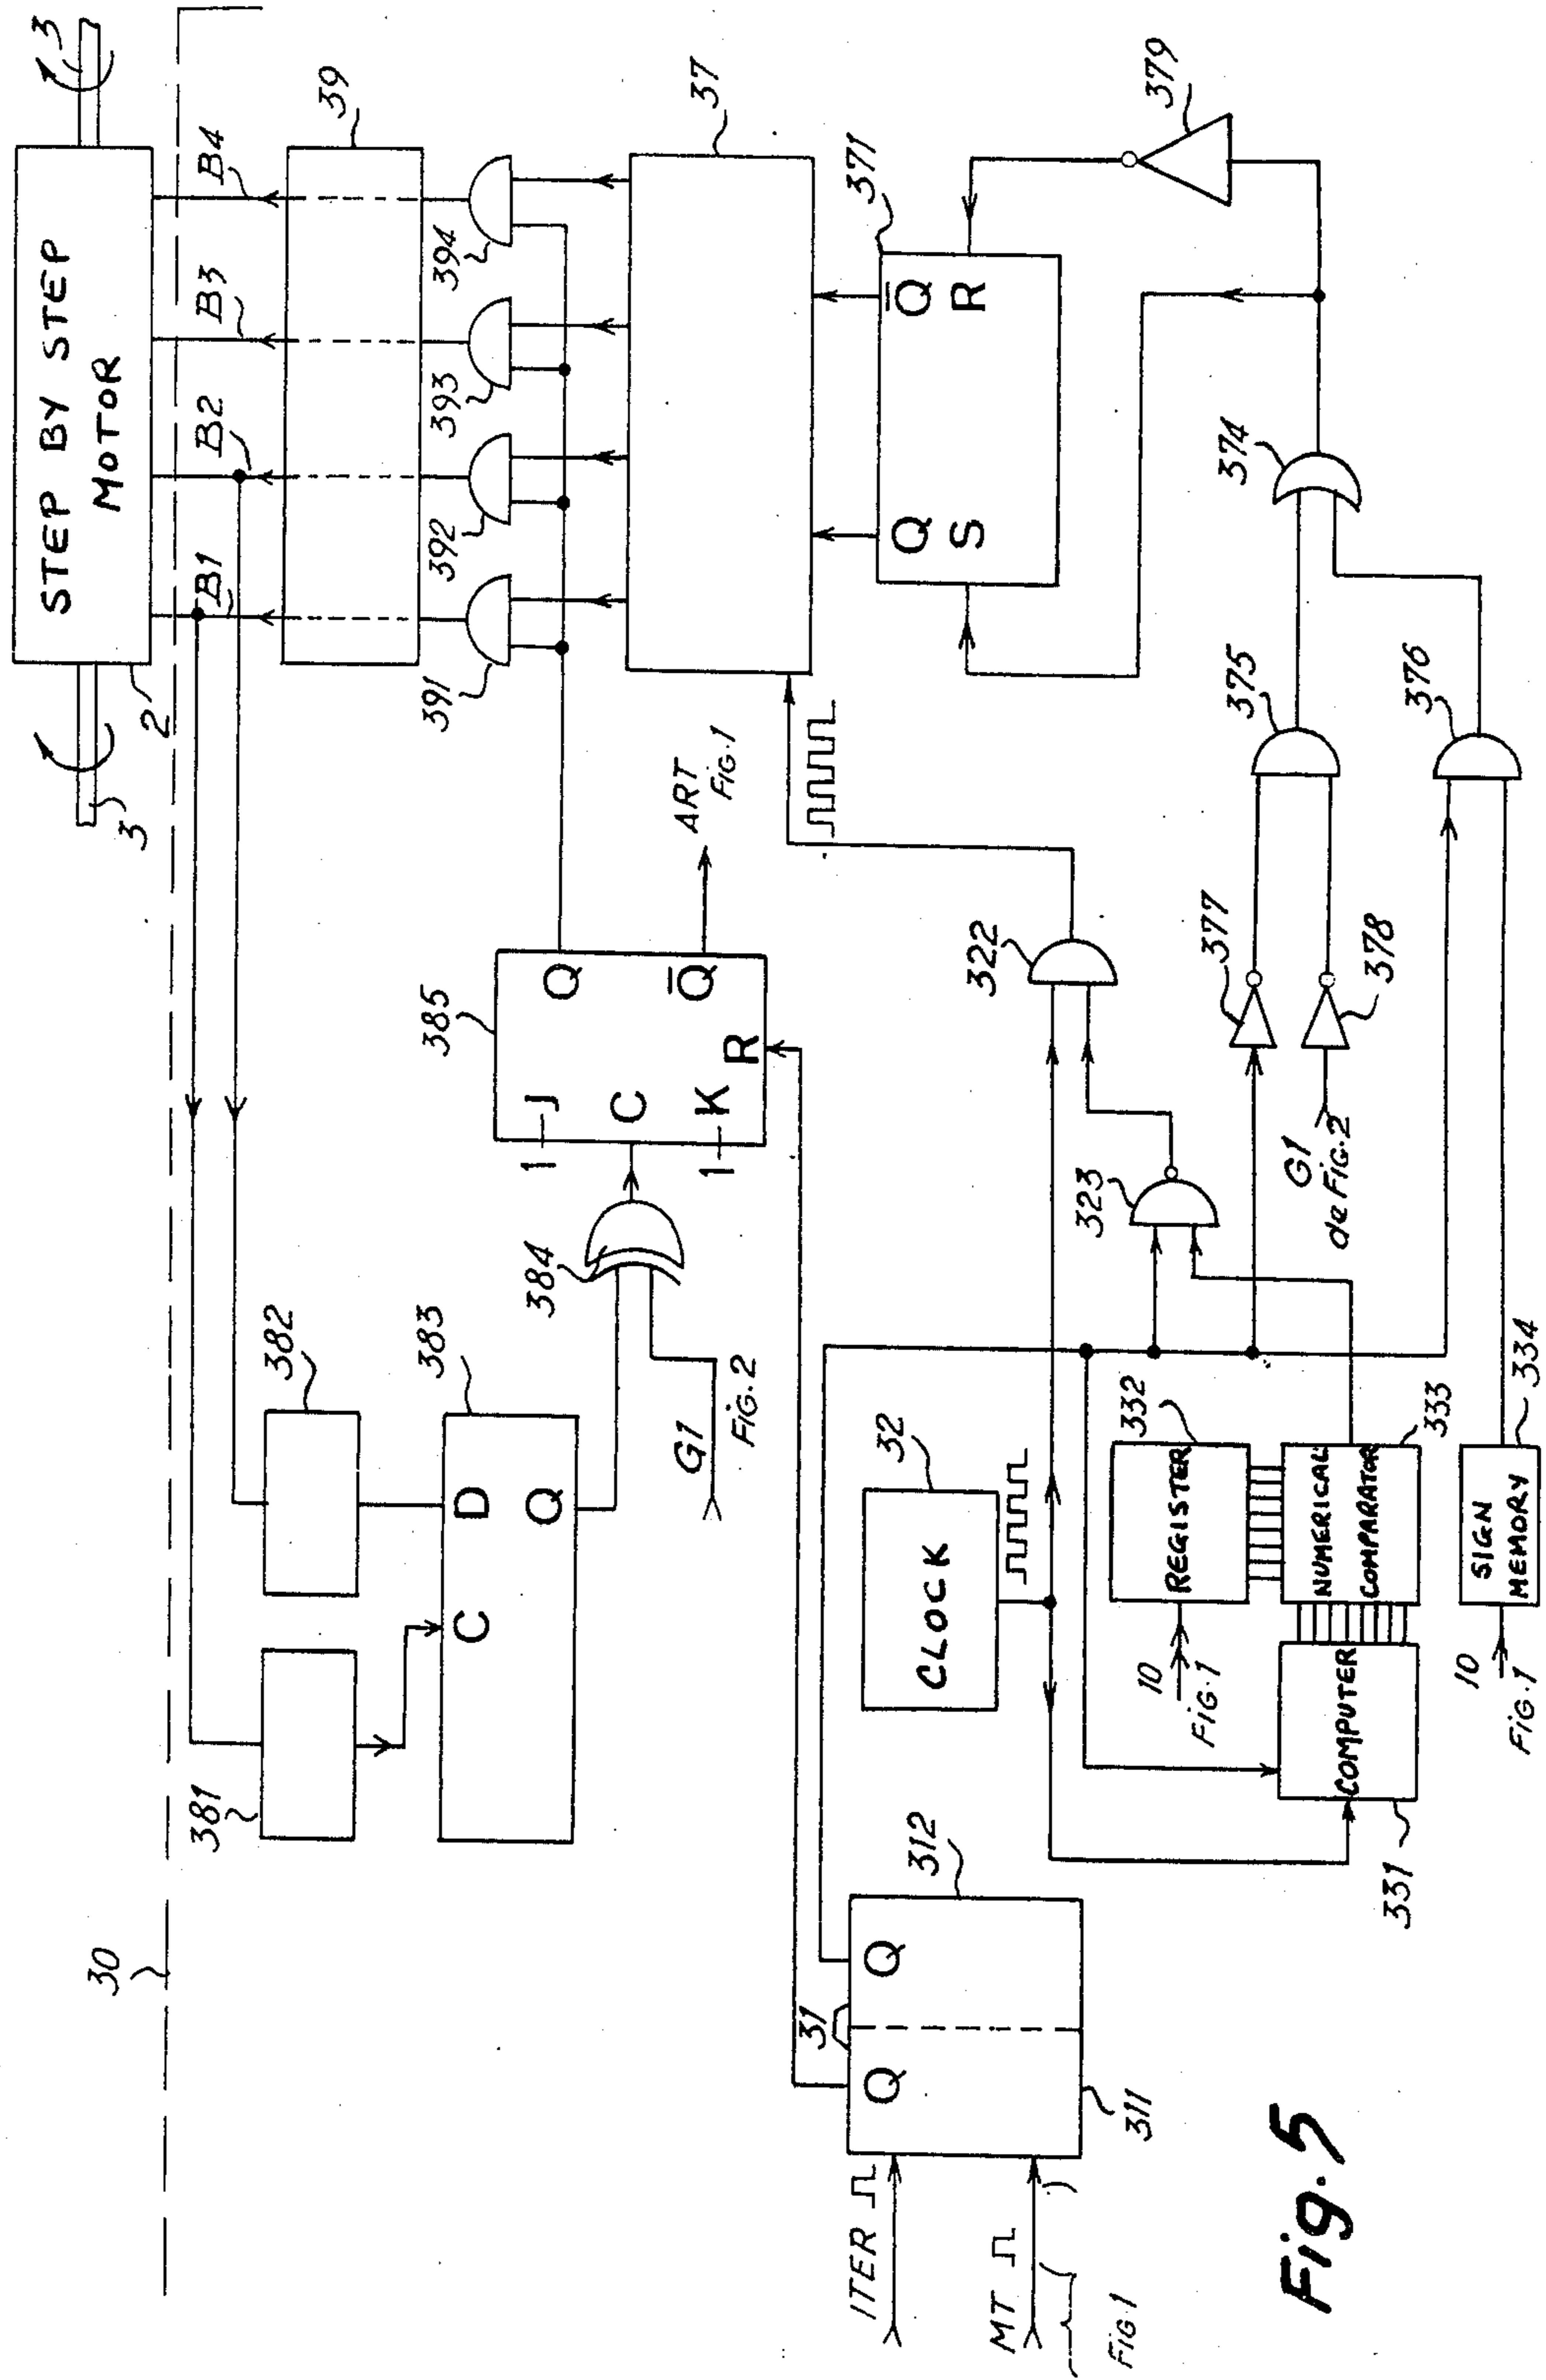 STEP BY STEP
MOTOR
3
3
2
30
B1
B2
B3
B4
39
391
392
393
394
37
381
382
383
C
D
Q
384
G1
FIG.2
385
1
J
C
1
K
R
Q
Q̅
ART
FIG.1
371
Q
S
Q̅
R
379
31
Q
Q
311
312
ITER
MT
FIG.1
32
CLOCK
322
323
10
FIG.1
REGISTER
332
NUMERICAL
COMPARATOR
333
COMPUTER
331
10
FIG.1
SIGN
MEMORY
334
377
378
G1
de FIG.2
375
376
374
Fig. 5